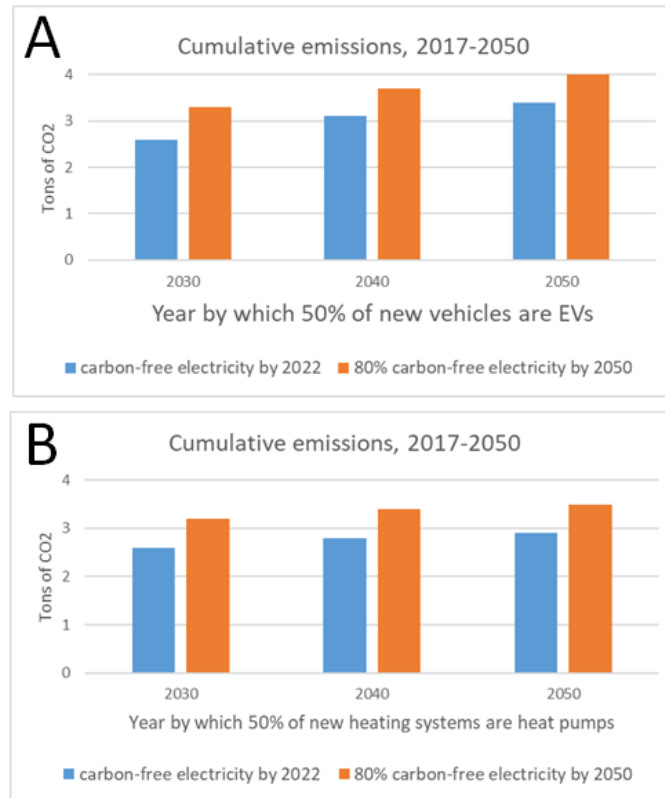 A
Cumulative emissions, 2017-2050
4
3
2
1
0
Tons of CO2
2030 2040 2050
Year by which 50% of new vehicles are EVs
carbon-free electricity by 2022 80% carbon-free electricity by 2050
B
Cumulative emissions, 2017-2050
4
3
2
1
0
Tons of CO2
2030 2040 2050
Year by which 50% of new heating systems are heat pumps
carbon-free electricity by 2022 80% carbon-free electricity by 2050